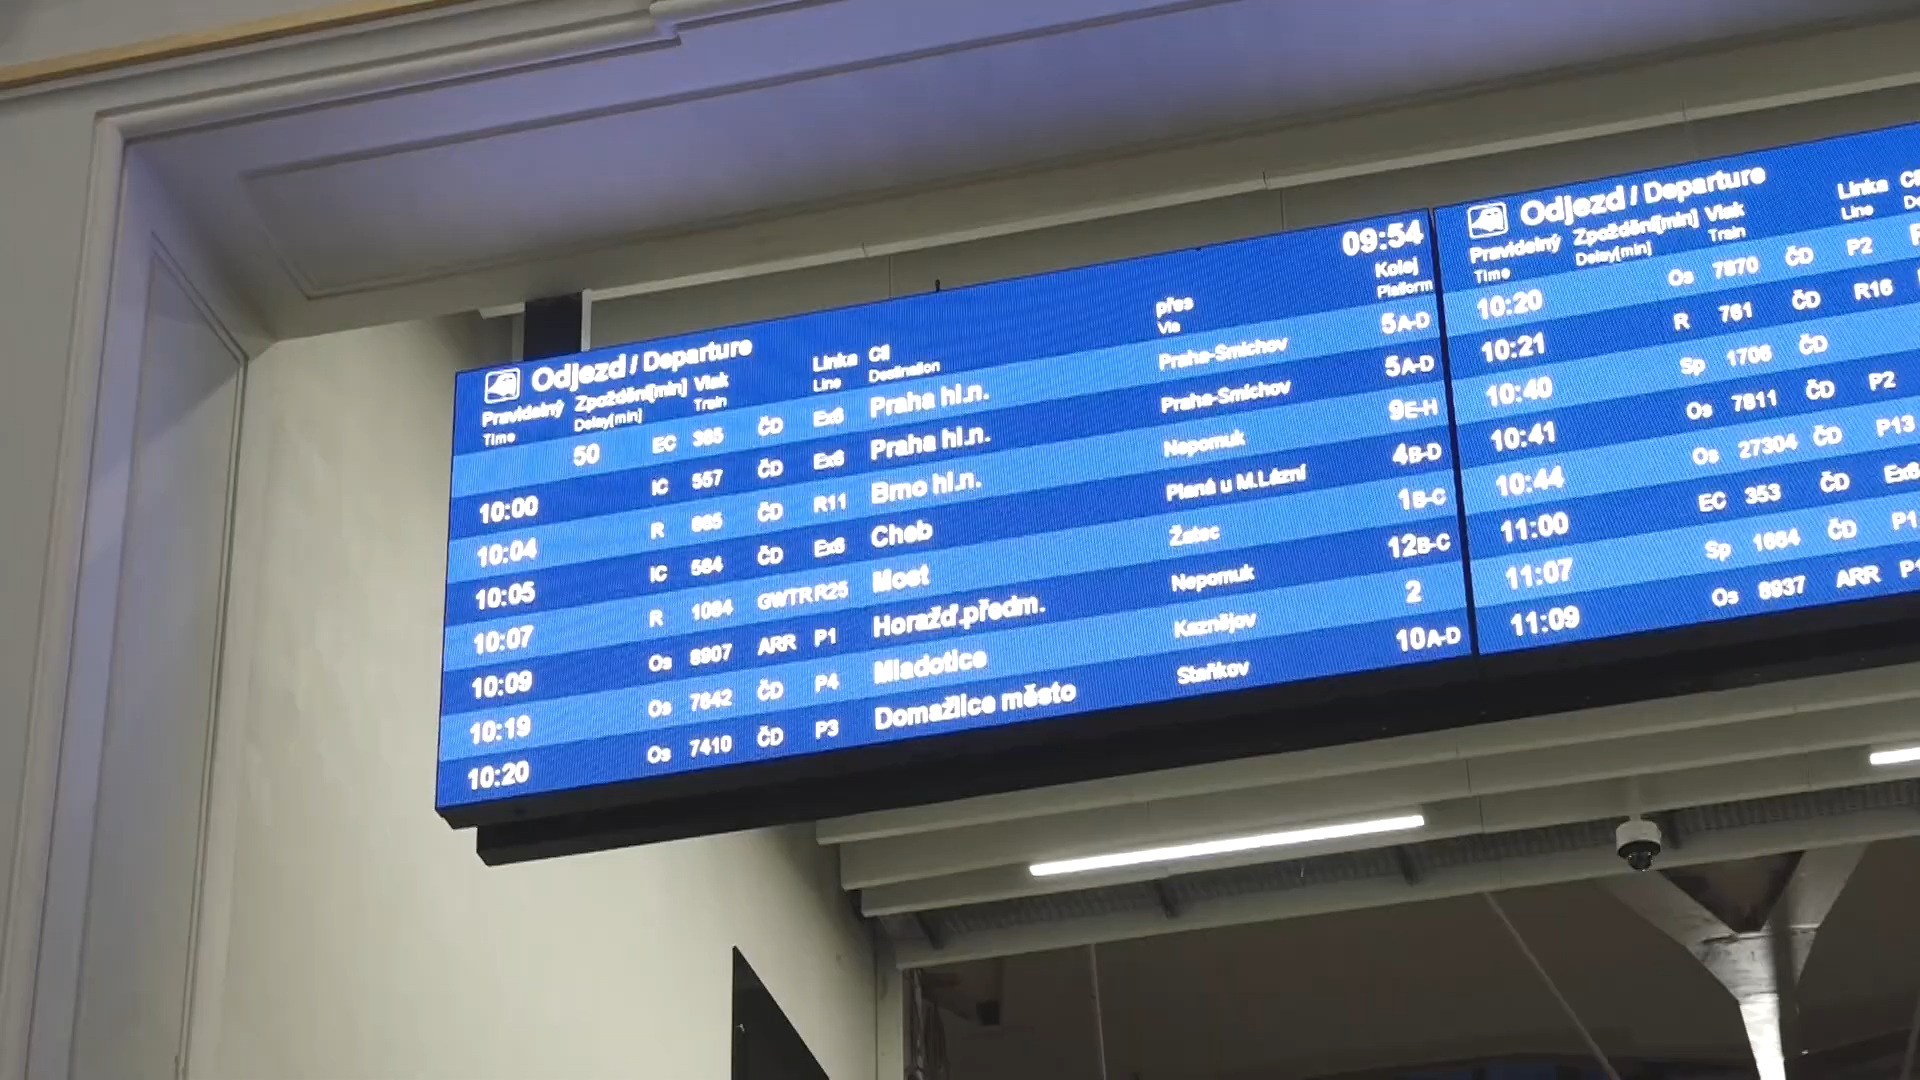 Odjezd / Departure 09:54
Pravidelný Zpoždění[min] Vlak Linka Cíl přes Kolej
Time Delay[min] Train Line Destination Via Platform
50 EC 365 ČD Ex6 Praha hl.n. Praha-Smíchov 5A-D
10:00 IC 557 ČD Ex6 Praha hl.n. Praha-Smíchov 5A-D
10:04 R 665 ČD R11 Brno hl.n. Nepomuk 9E-H
10:05 IC 564 ČD Ex6 Cheb Planá u M.Lázní 4B-D
10:07 R 1084 GWTR R25 Most Žatec 1B-C
10:09 Os 8907 ARR P1 Horažď.předm. Nepomuk 12B-C
10:19 Os 7642 ČD P4 Mladotice Kaznějov 2
10:20 Os 7410 ČD P3 Domažlice město Staňkov 10A-D
Odjezd / Departure
Pravidelný Zpoždění[min] Vlak Linka
Time Delay[min] Train Line
10:20 Os 7870 ČD P2
10:21 R 761 ČD R16
10:40 Sp 1706 ČD
10:41 Os 7811 ČD P2
10:44 Os 27304 ČD P13
11:00 EC 353 ČD
11:07 Sp 1664 ČD
11:09 Os 8937 ARR